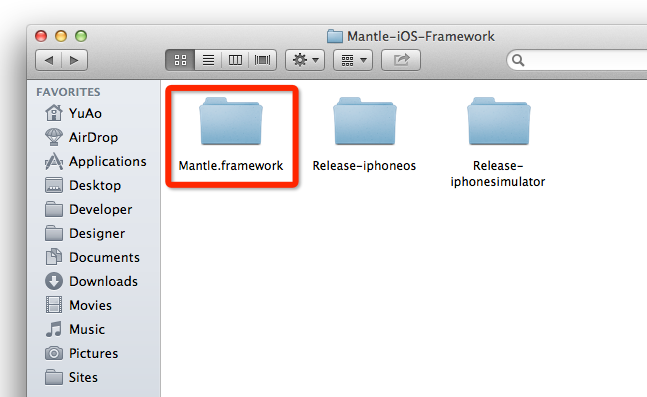 Mantle-iOS-Framework
FAVORITES
YuAo
AirDrop
Applications
Desktop
Developer
Designer
Documents
Downloads
Movies
Music
Pictures
Sites
Mantle.framework
Release-iphoneos
Release-
iphonesimulator